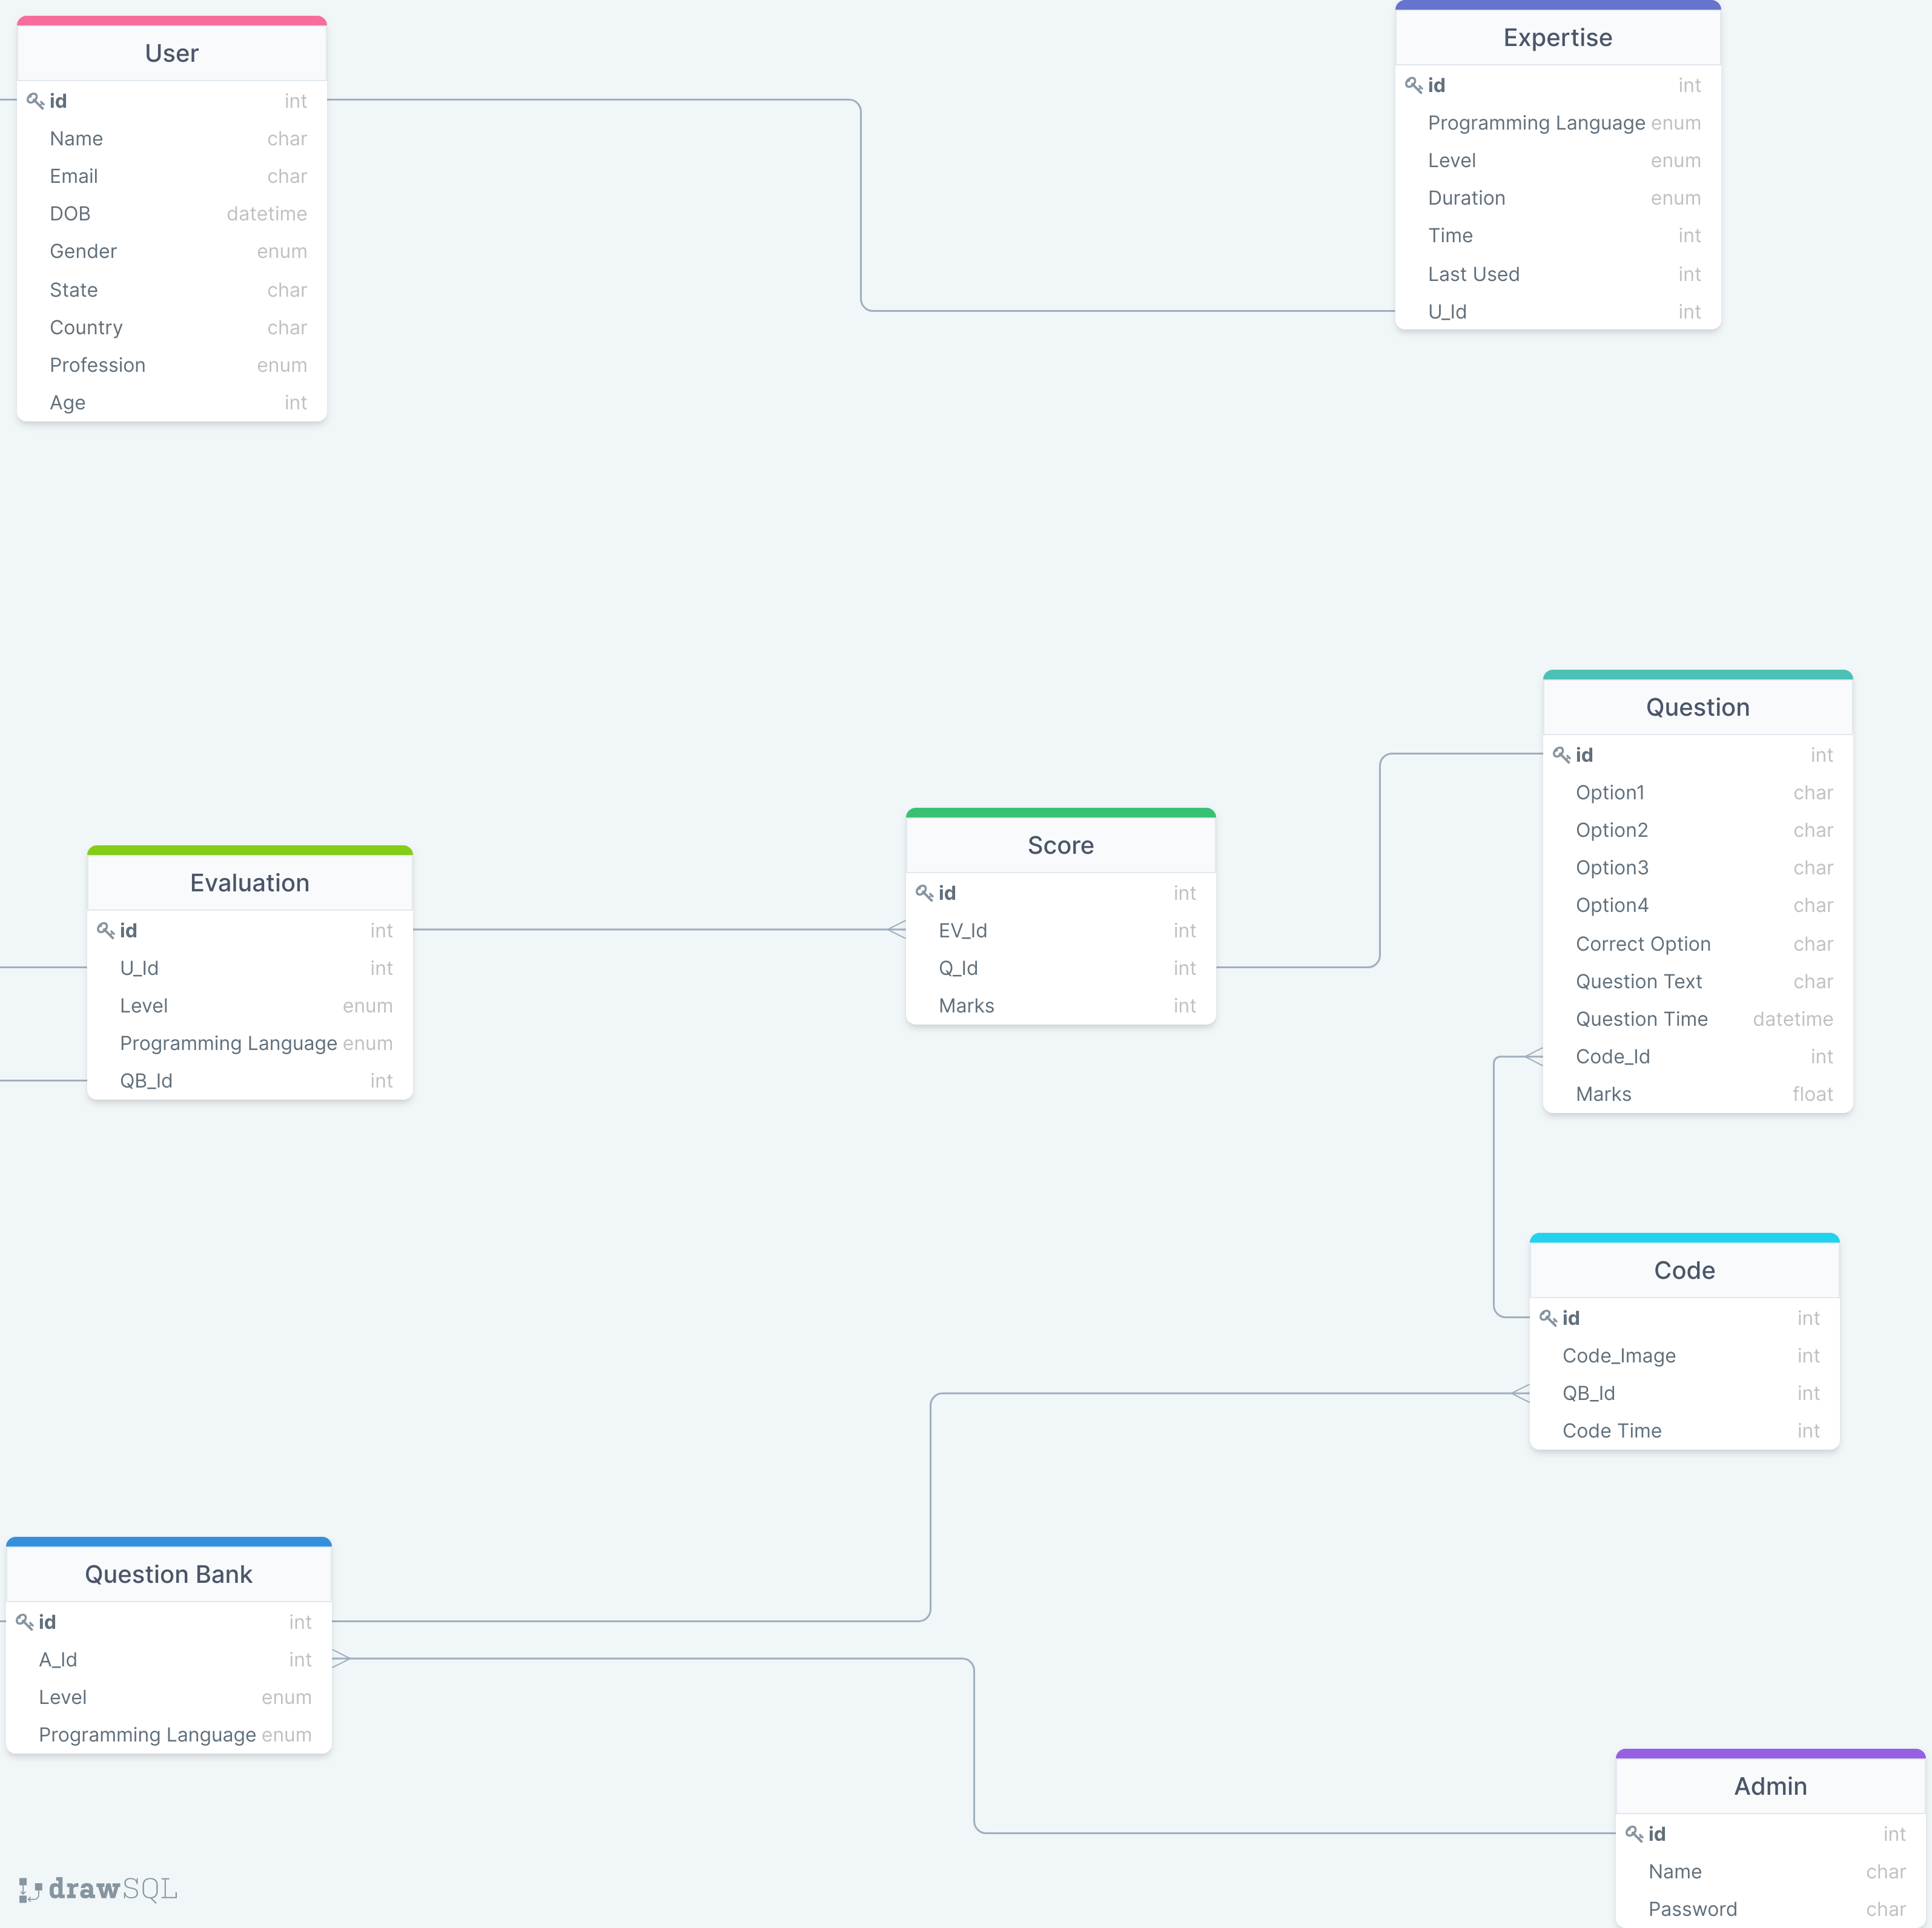 User
id int
Name char
Email char
DOB datetime
Gender enum
State char
Country char
Profession enum
Age int
Expertise
id int
Programming Language enum
Level enum
Duration enum
Time int
Last Used int
U_Id int
Question
id int
Option1 char
Option2 char
Option3 char
Option4 char
Correct Option char
Question Text char
Question Time datetime
Code_Id int
Marks float
Score
id int
EV_Id int
Q_Id int
Marks int
Evaluation
id int
U_Id int
Level enum
Programming Language enum
QB_Id int
Code
id int
Code_Image int
QB_Id int
Code Time int
Question Bank
id int
A_Id int
Level enum
Programming Language enum
Admin
id int
Name char
Password char
drawSQL